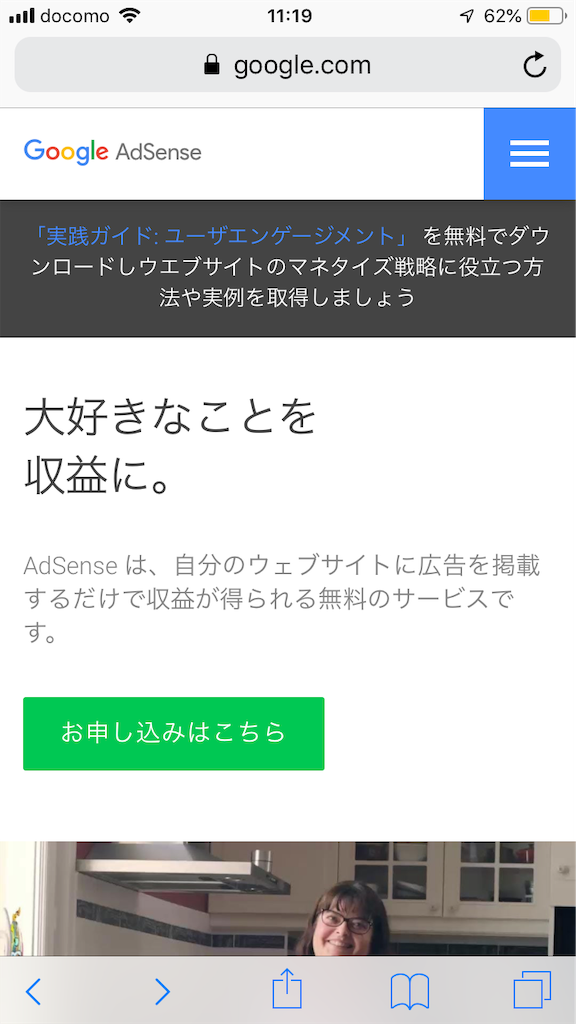 docomo 11:19 62%
google.com
Google AdSense
「実践ガイド: ユーザエンゲージメント」 を無料でダウ
ンロードしウエブサイトのマネタイズ戦略に役立つ方
法や実例を取得しましょう
大好きなことを
収益に。
AdSense は、自分のウェブサイトに広告を掲載
するだけで収益が得られる無料のサービスで
す。
お申し込みはこちら